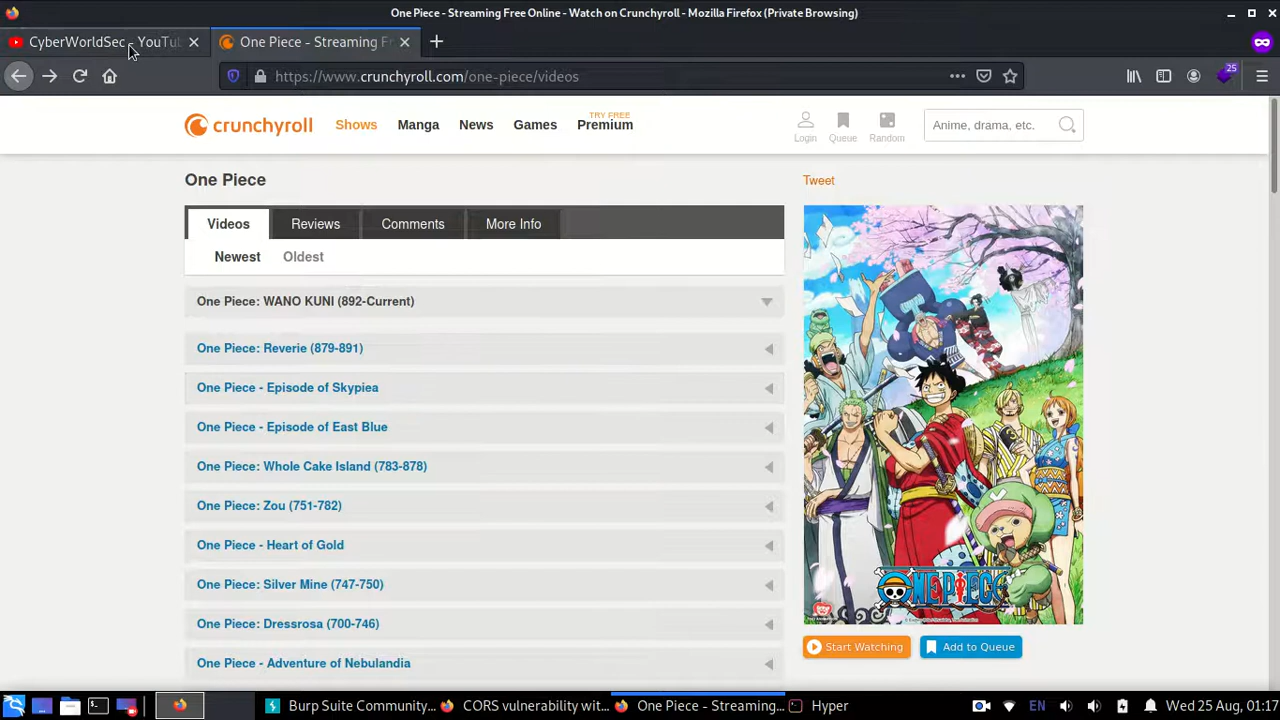 One Piece - Streaming Free Online - Watch on Crunchyroll - Mozilla Firefox (Private Browsing)
CyberWorldSec - YouTu
One Piece - Streaming Fr
https://www.crunchyroll.com/one-piece/videos
25
crunchyroll
Shows
Manga
News
Games
TRY FREE
Premium
Login
Queue
Random
Anime, drama, etc.
One Piece
Tweet
Videos
Reviews
Comments
More Info
Newest
Oldest
One Piece: WANO KUNI (892-Current)
One Piece: Reverie (879-891)
One Piece - Episode of Skypiea
One Piece - Episode of East Blue
One Piece: Whole Cake Island (783-878)
One Piece: Zou (751-782)
One Piece - Heart of Gold
One Piece: Silver Mine (747-750)
One Piece: Dressrosa (700-746)
One Piece - Adventure of Nebulandia
ONE PIECE
Start Watching
Add to Queue
Burp Suite Community...
CORS vulnerability wit...
One Piece - Streaming...
Hyper
EN
Wed 25 Aug, 01:17